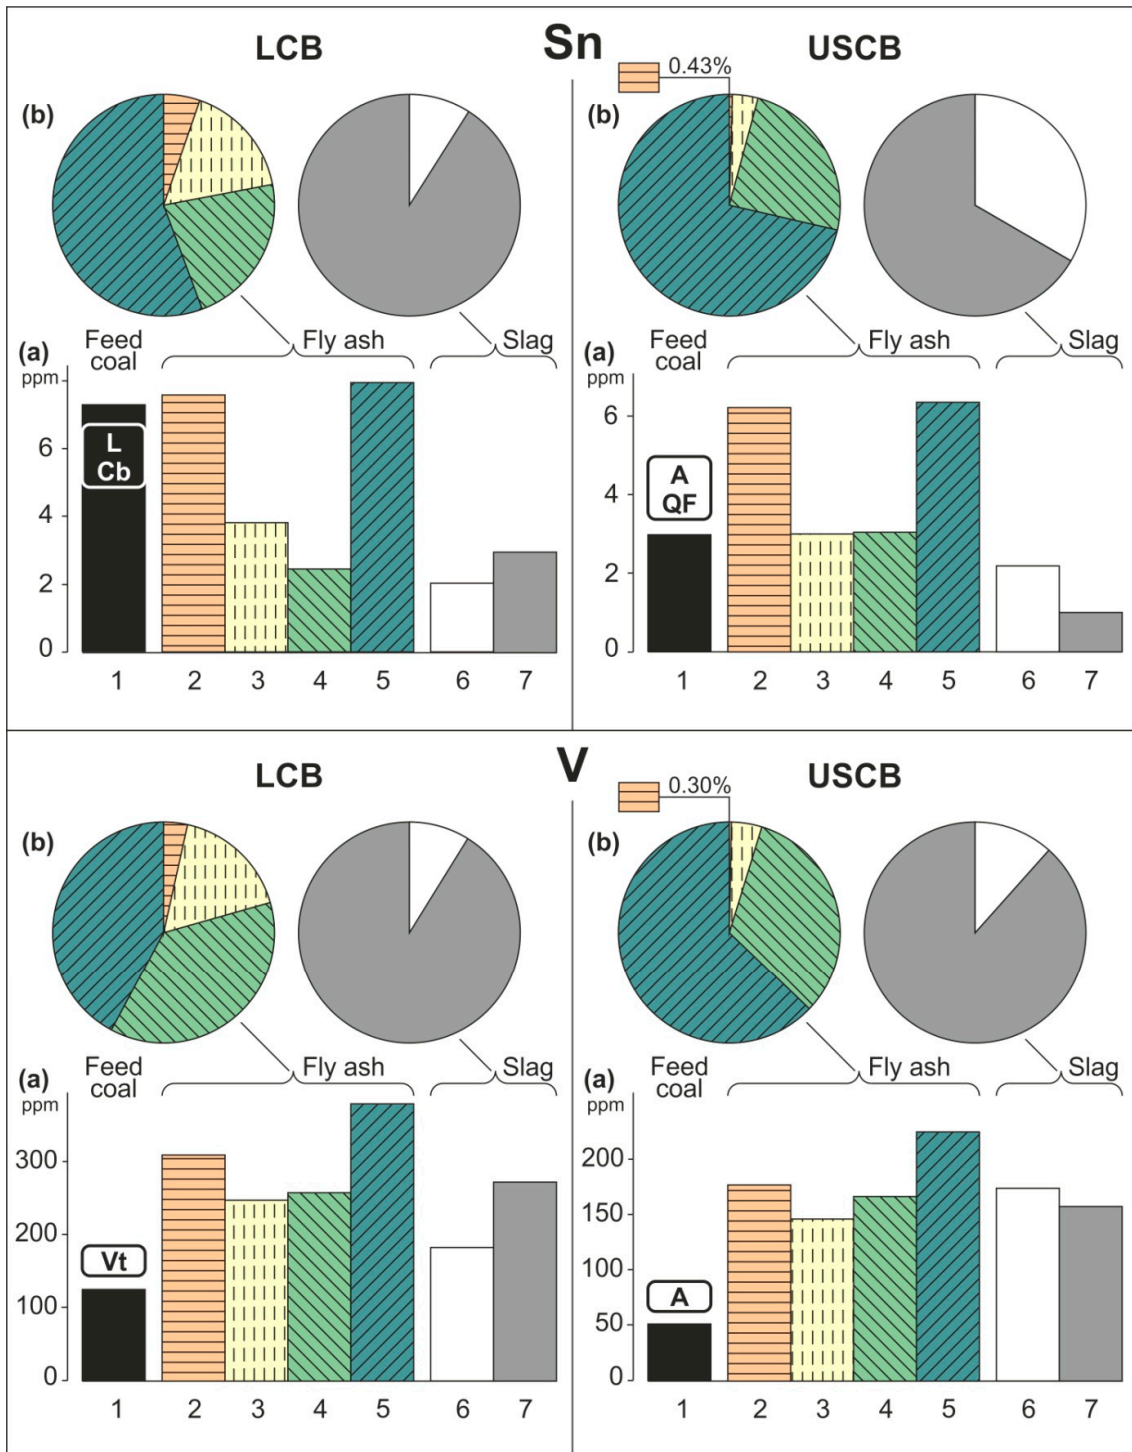 Sn
LCB
USCB
0.43%
(b)
(b)
Feed
coal
Fly ash
Slag
(a)
ppm
6
4
2
0
L
Cb
1
2
3
4
5
6
7
Feed
coal
Fly ash
Slag
(a)
ppm
6
4
2
0
A
QF
1
2
3
4
5
6
7
V
LCB
USCB
0.30%
(b)
(b)
Feed
coal
Fly ash
Slag
(a)
ppm
300
200
100
0
Vt
1
2
3
4
5
6
7
Feed
coal
Fly ash
Slag
(a)
ppm
200
150
100
50
0
A
1
2
3
4
5
6
7